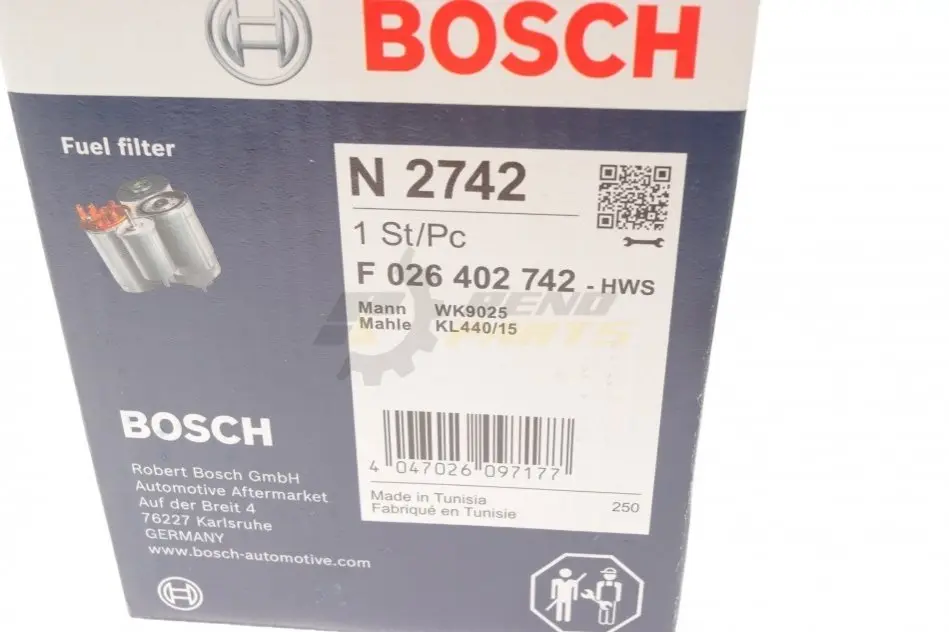 BOSCH
Fuel filter
N 2742
1 St/Pc
F 026 402 742 - HWS
Mann WK9025
Mahle KL440/15
RENO
PARTS
4 047026 097177
Made in Tunisia
Fabriqué en Tunisie
250
BOSCH
Robert Bosch GmbH
Automotive Aftermarket
Auf der Breit 4
76227 Karlsruhe
GERMANY
www.bosch-automotive.com